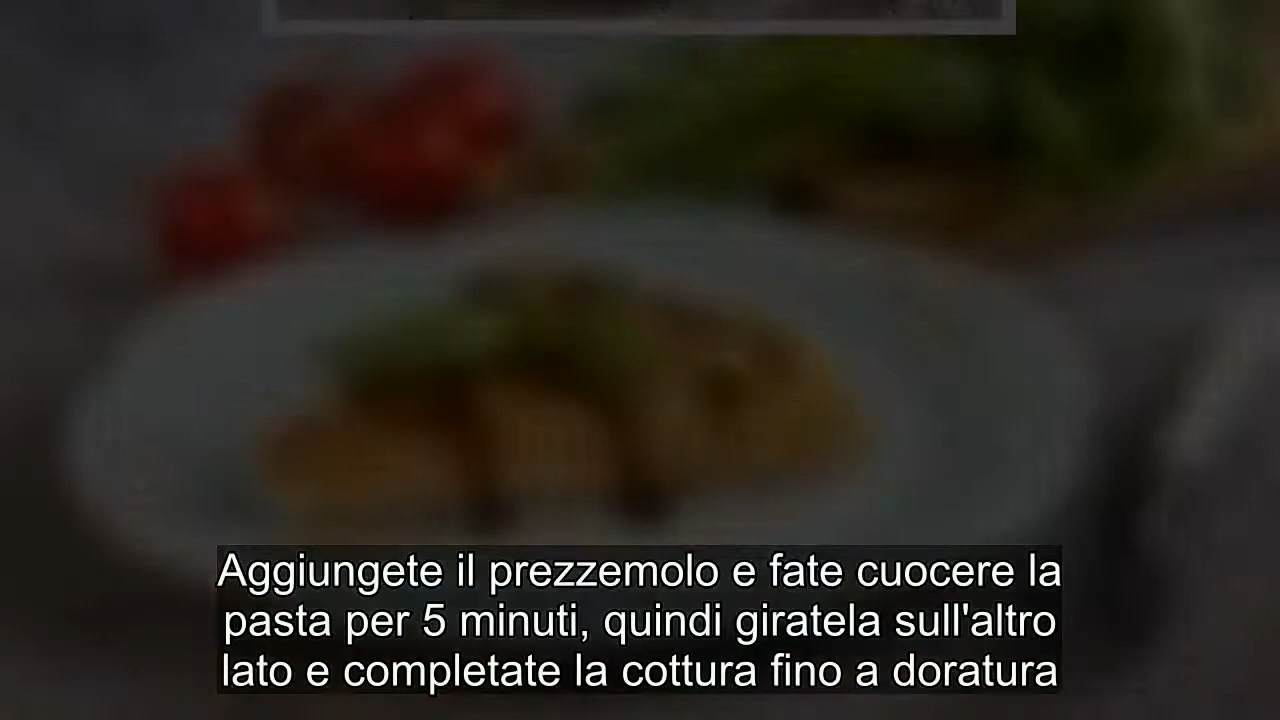 Aggiungete il prezzemolo e fate cuocere la
pasta per 5 minuti, quindi giratela sull'altro
lato e completate la cottura fino a doratura